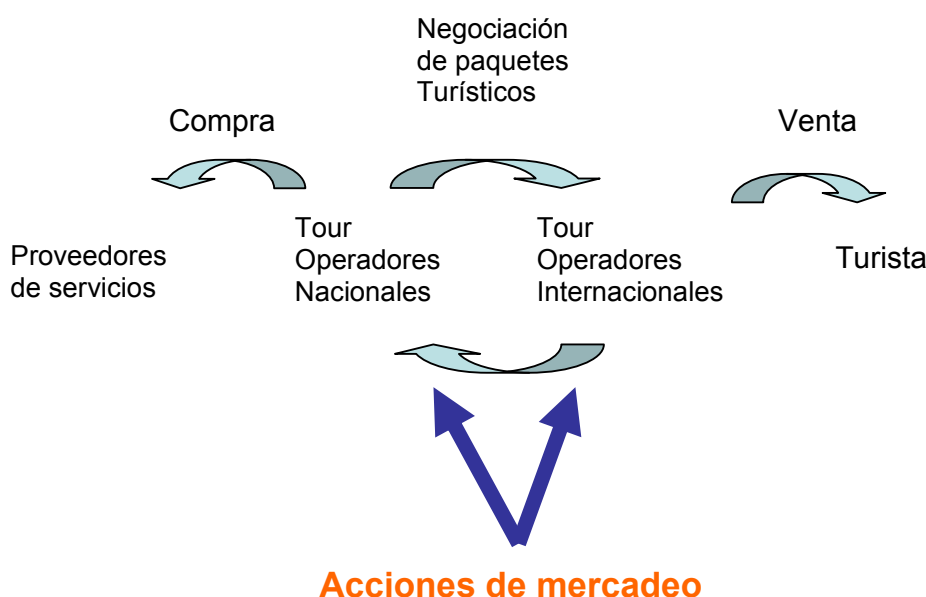 Negociación
de paquetes
Turísticos
Compra
Venta
Proveedores
de servicios
Tour
Operadores
Nacionales
Tour
Operadores
Internacionales
Turista
Acciones de mercadeo